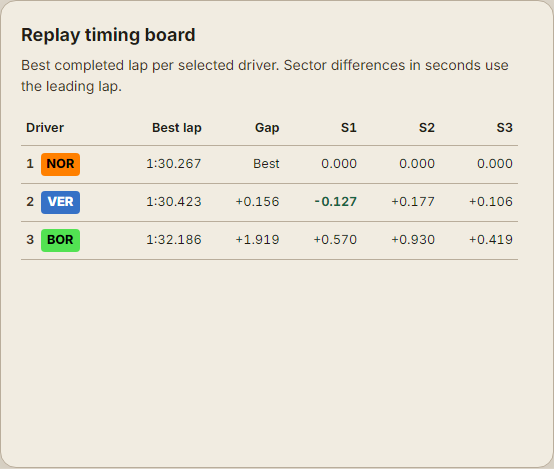 Replay timing board
Best completed lap per selected driver. Sector differences in seconds use
the leading lap.
Driver Best lap Gap S1 S2 S3
1 NOR 1:30.267 Best 0.000 0.000 0.000
2 VER 1:30.423 +0.156 -0.127 +0.177 +0.106
3 BOR 1:32.186 +1.919 +0.570 +0.930 +0.419